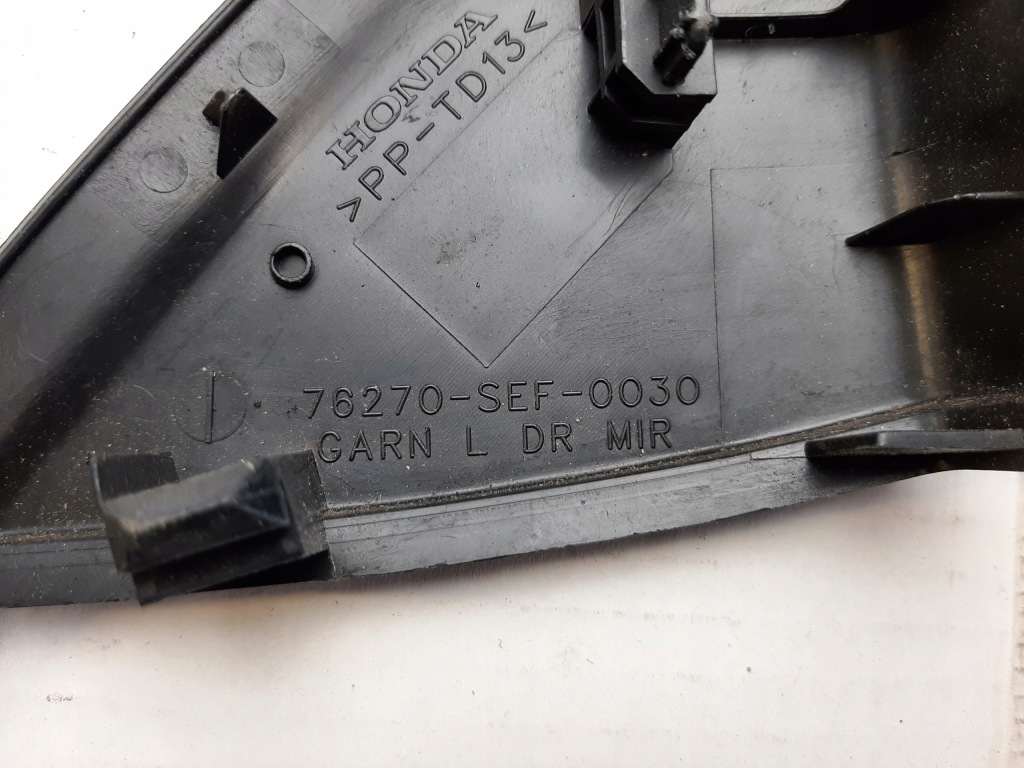 HONDA
>PP-TD13<
76270-SEF-0030
GARN L DR MIR